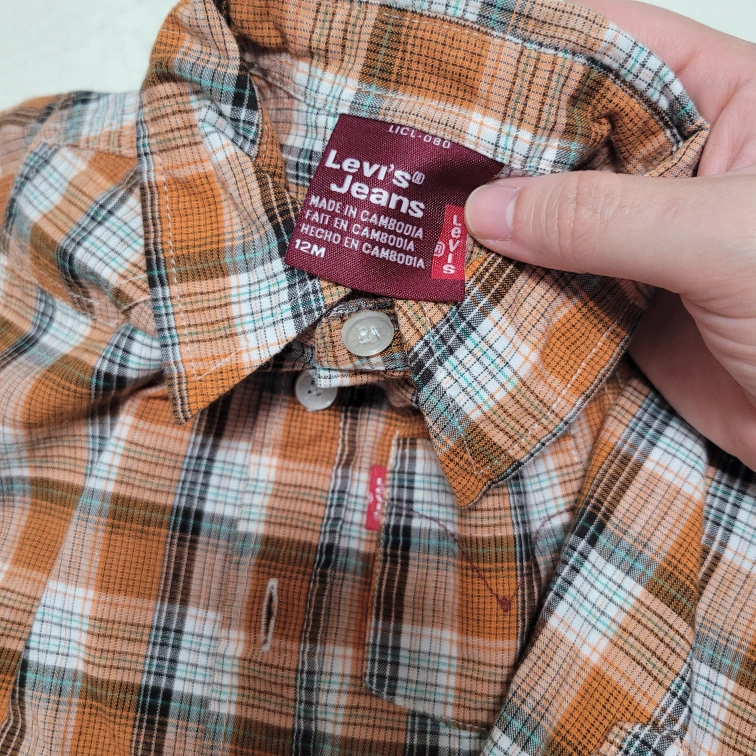 LICL-080
Levi's®
Jeans
MADE IN CAMBODIA
FAIT EN CAMBODIA
HECHO EN CAMBODIA
12M
Levi's
®